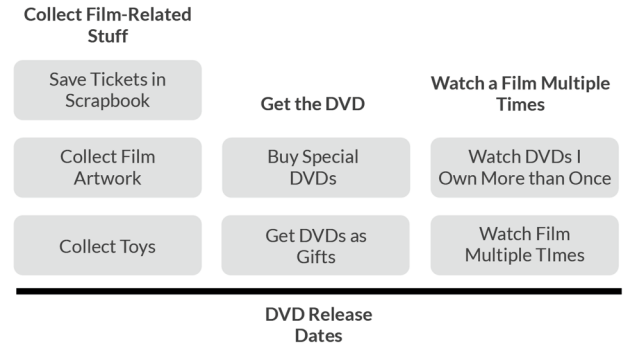 Collect Film-Related
Stuff
Save Tickets in
Scrapbook
Collect Film
Artwork
Collect Toys
Get the DVD
Buy Special
DVDs
Get DVDs as
Gifts
Watch a Film Multiple
Times
Watch DVDs I
Own More than Once
Watch Film
Multiple TImes
DVD Release
Dates